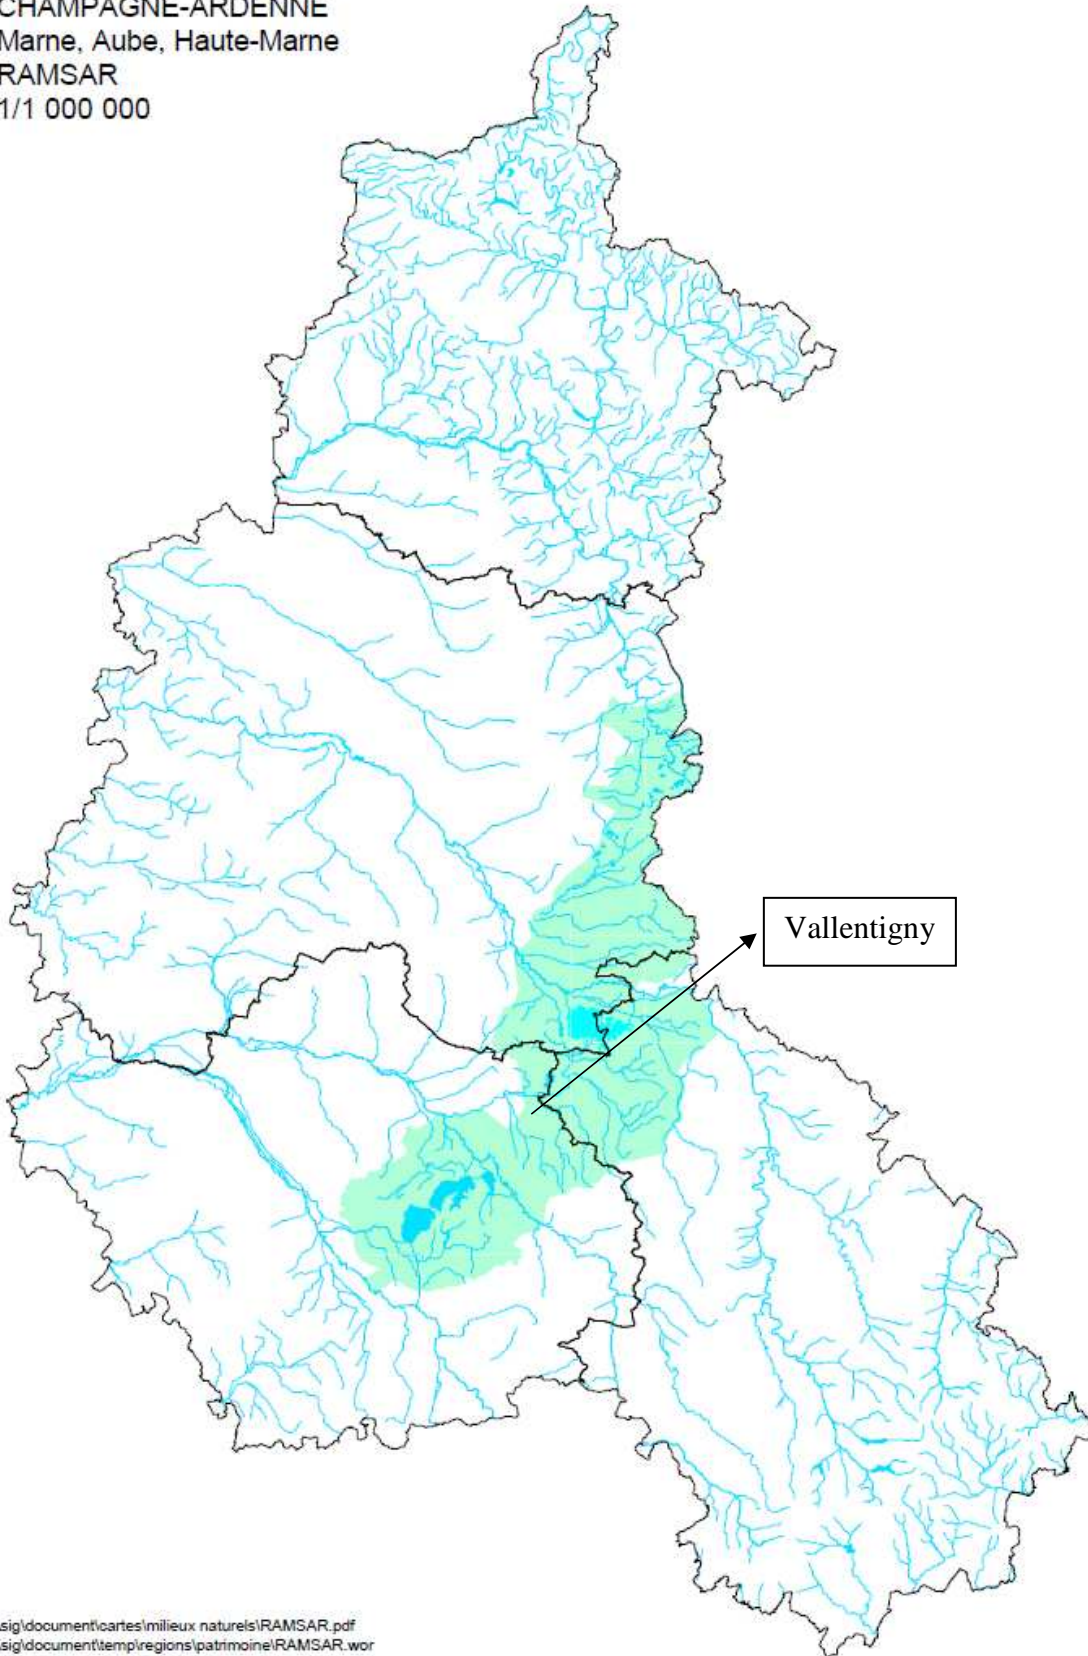 CHAMPAGNE-ARDENNE
Marne, Aube, Haute-Marne
RAMSAR
1/1 000 000
Vallentigny
sig\document\cartes\milieux naturels\RAMSAR.pdf
sig\document\temp\regions\patrimoine\RAMSAR.wor